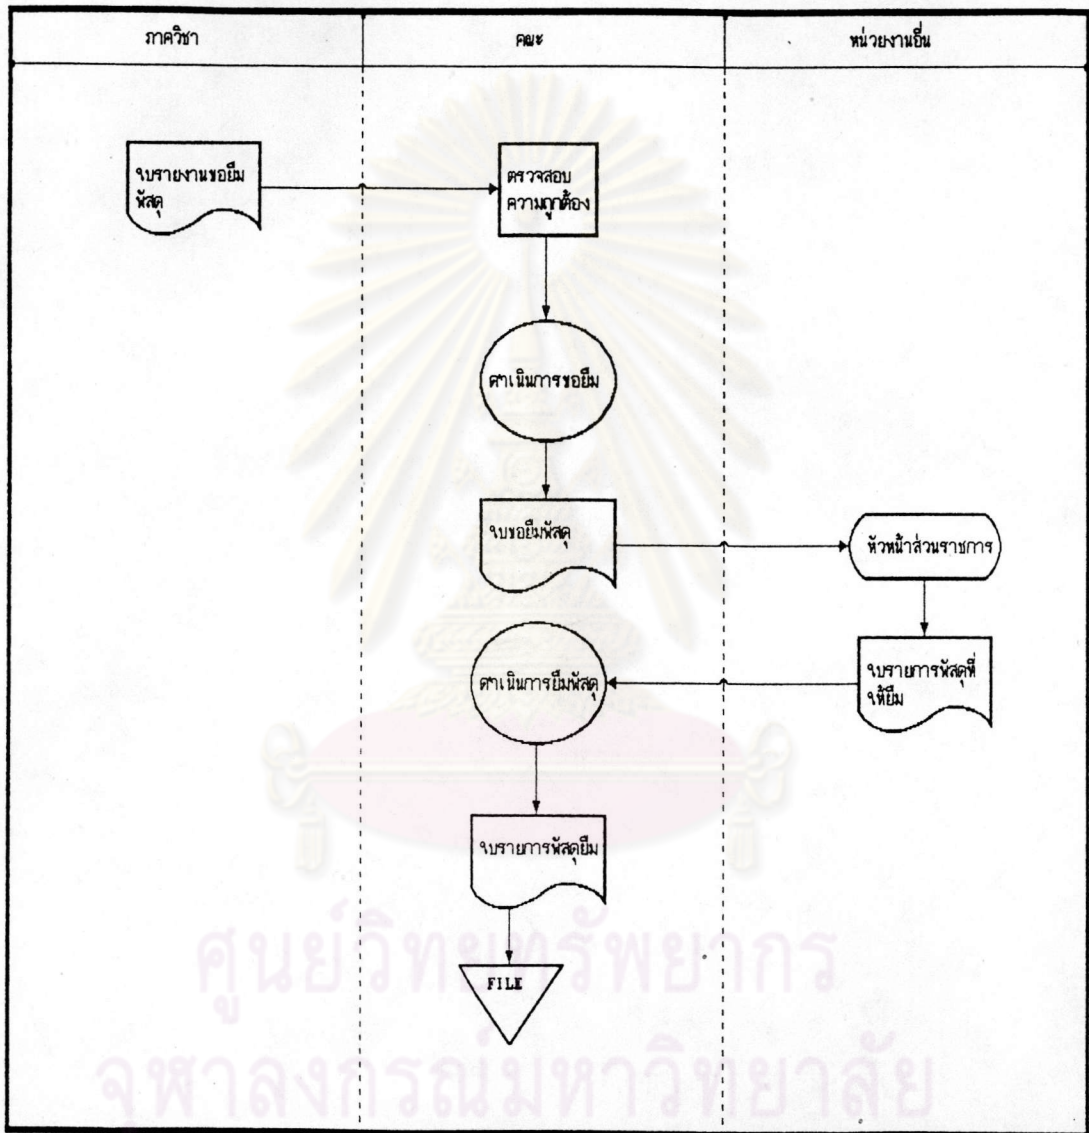 ภาควิชา
คณะ
หน่วยงานอื่น
ใบรายงานขอยืม
พัสดุ
ตรวจสอบ
ความถูกต้อง
ดำเนินการขอยืม
ใบขอยืมพัสดุ
หัวหน้าส่วนราชการ
ดำเนินการยืมพัสดุ
ใบรายการพัสดุที่
ให้ยืม
ใบรายการพัสดุยืม
FILE
ศูนย์วิทยทรัพยากร
จุฬาลงกรณ์มหาวิทยาลัย